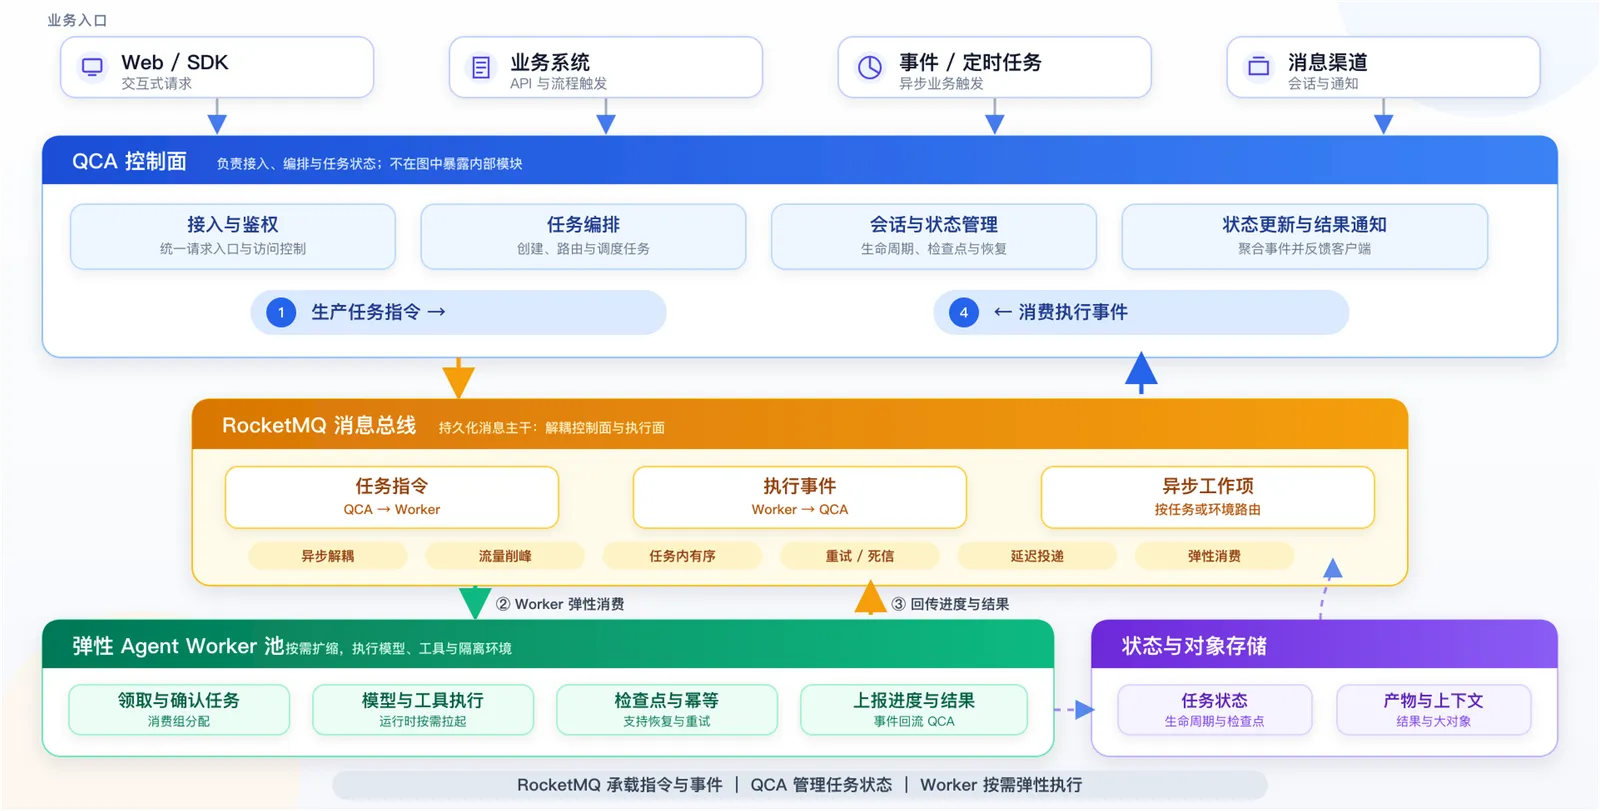 业务入口
Web / SDK
交互式请求
业务系统
API 与流程触发
事件 / 定时任务
异步业务触发
消息渠道
会话与通知
QCA 控制面 负责接入、编排与任务状态；不在图中暴露内部模块
接入与鉴权
统一请求入口与访问控制
任务编排
创建、路由与调度任务
会话与状态管理
生命周期、检查点与恢复
状态更新与结果通知
聚合事件并反馈客户端
1 生产任务指令 →
4 ← 消费执行事件
RocketMQ 消息总线 持久化消息主干：解耦控制面与执行面
任务指令
QCA → Worker
执行事件
Worker → QCA
异步工作项
按任务或环境路由
异步解耦
流量削峰
任务内有序
重试 / 死信
延迟投递
弹性消费
② Worker 弹性消费
③ 回传进度与结果
弹性 Agent Worker 池 按需扩缩，执行模型、工具与隔离环境
领取与确认任务
消费组分配
模型与工具执行
运行时按需拉起
检查点与幂等
支持恢复与重试
上报进度与结果
事件回流 QCA
状态与对象存储
任务状态
生命周期与检查点
产物与上下文
结果与大对象
RocketMQ 承载指令与事件 | QCA 管理任务状态 | Worker 按需弹性执行